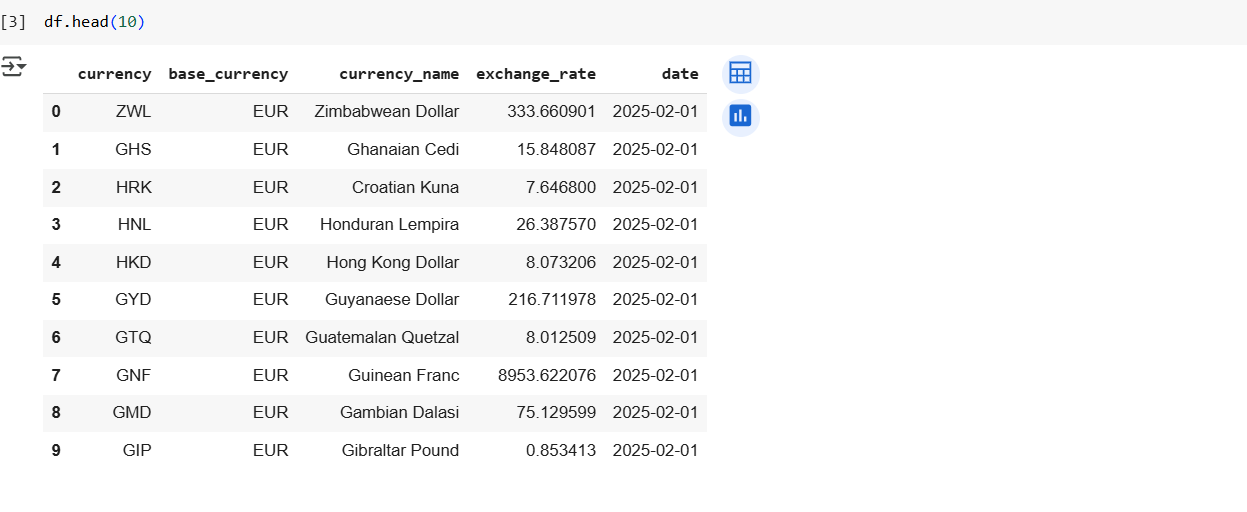 [3] df.head(10)
currency base_currency currency_name exchange_rate date
0 ZWL EUR Zimbabwean Dollar 333.660901 2025-02-01
1 GHS EUR Ghanaian Cedi 15.848087 2025-02-01
2 HRK EUR Croatian Kuna 7.646800 2025-02-01
3 HNL EUR Honduran Lempira 26.387570 2025-02-01
4 HKD EUR Hong Kong Dollar 8.073206 2025-02-01
5 GYD EUR Guyanaese Dollar 216.711978 2025-02-01
6 GTQ EUR Guatemalan Quetzal 8.012509 2025-02-01
7 GNF EUR Guinean Franc 8953.622076 2025-02-01
8 GMD EUR Gambian Dalasi 75.129599 2025-02-01
9 GIP EUR Gibraltar Pound 0.853413 2025-02-01